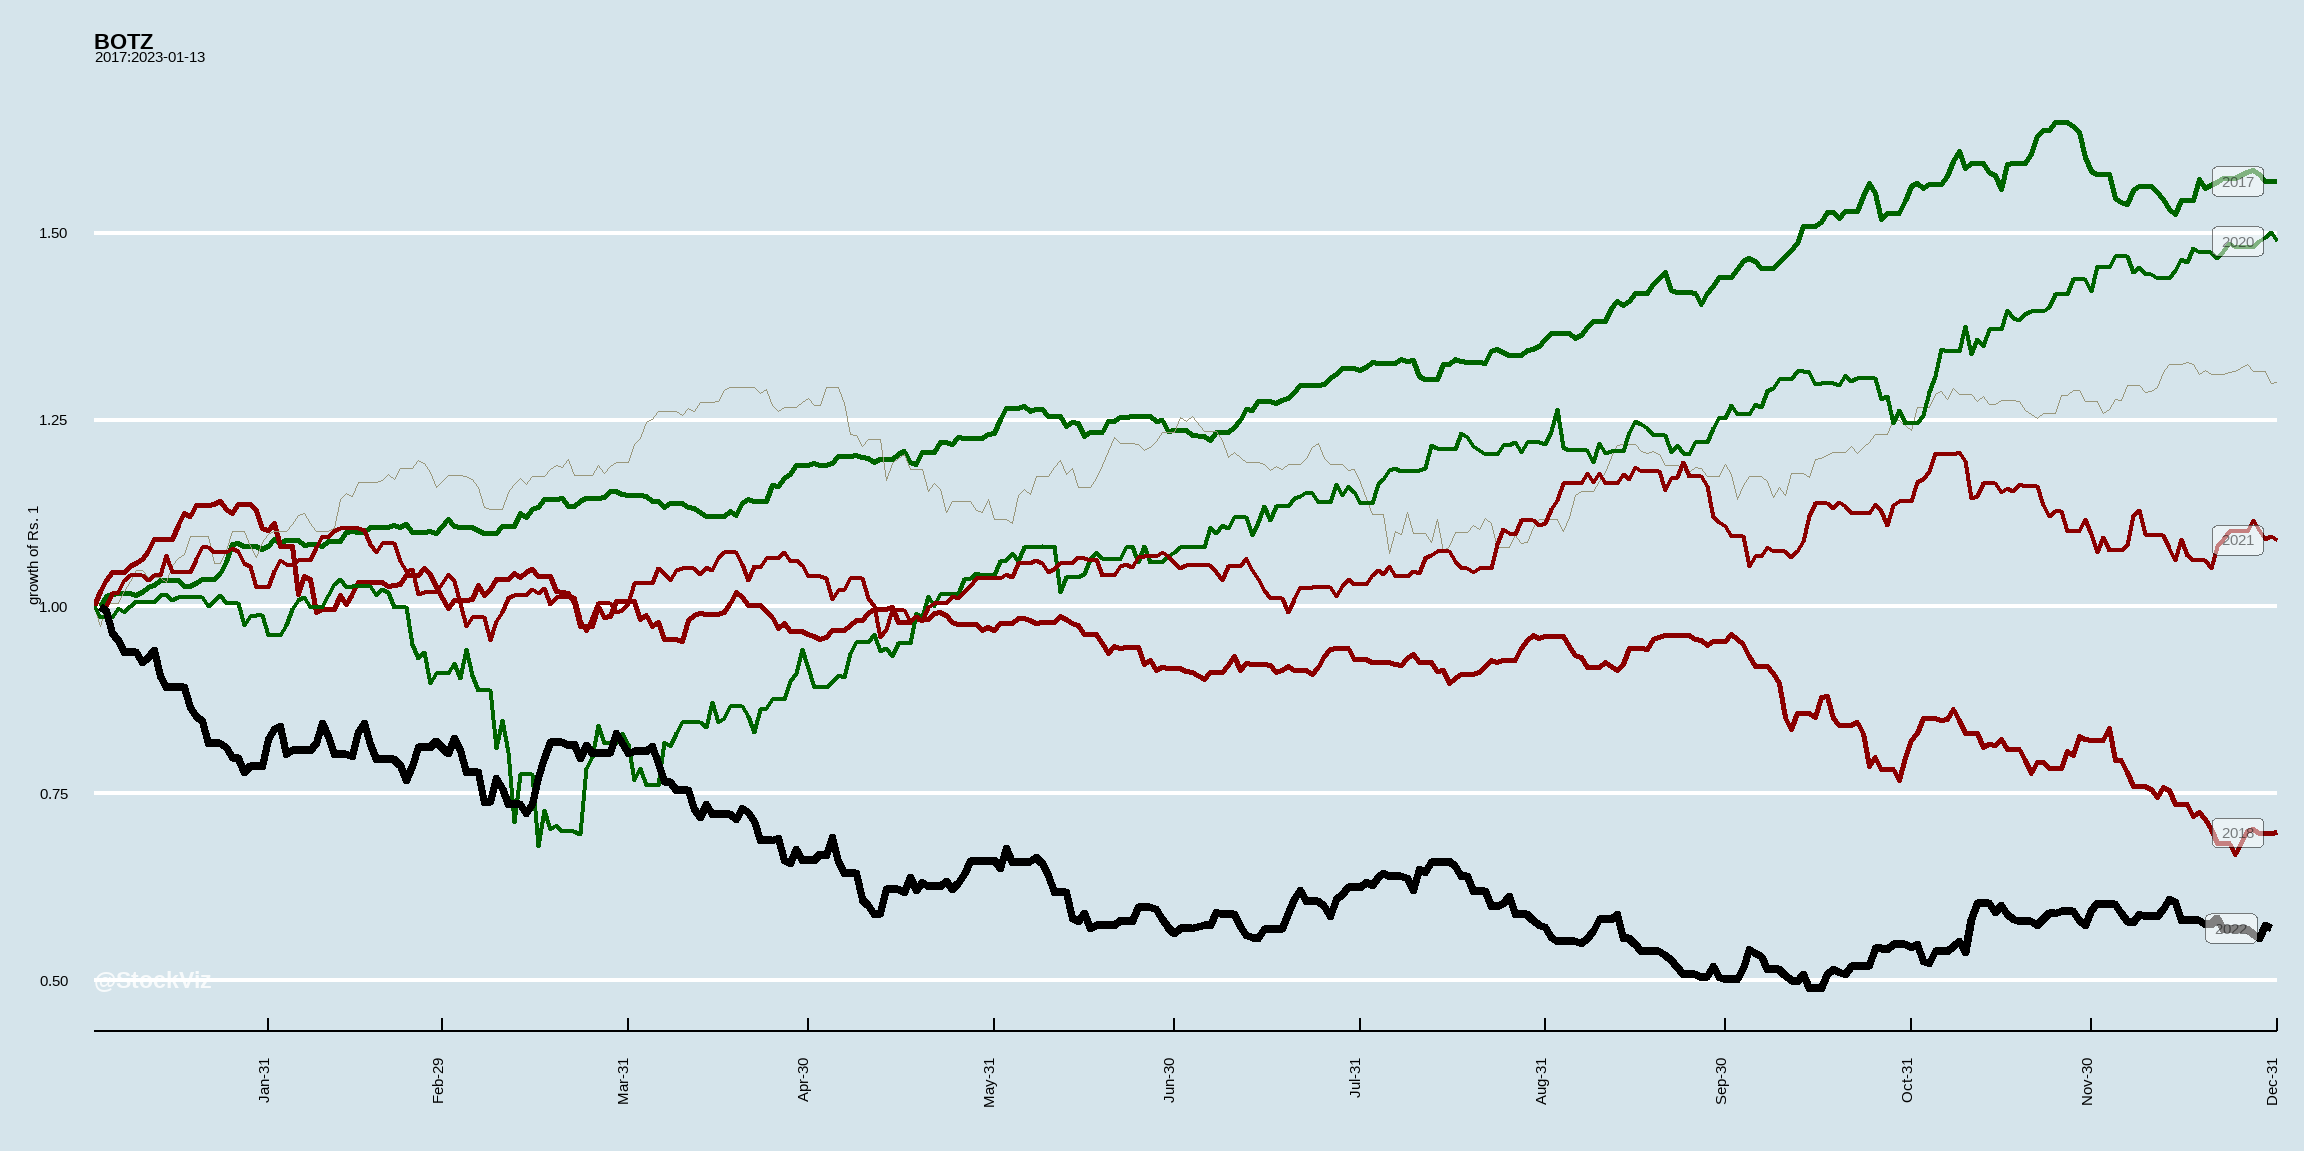 BOTZ
2017:2023-01-13
growth of Rs. 1
1.50
1.25
1.00
0.75
0.50
2017
2020
2021
2018
2022
@StockViz
Jan-31
Feb-29
Mar-31
Apr-30
May-31
Jun-30
Jul-31
Aug-31
Sep-30
Oct-31
Nov-30
Dec-31